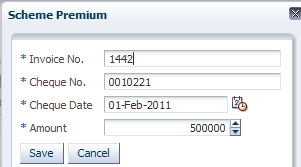 Scheme Premium
* Invoice No. 1442
* Cheque No. 0010221
* Cheque Date 01-Feb-2011
* Amount 500000
Save Cancel